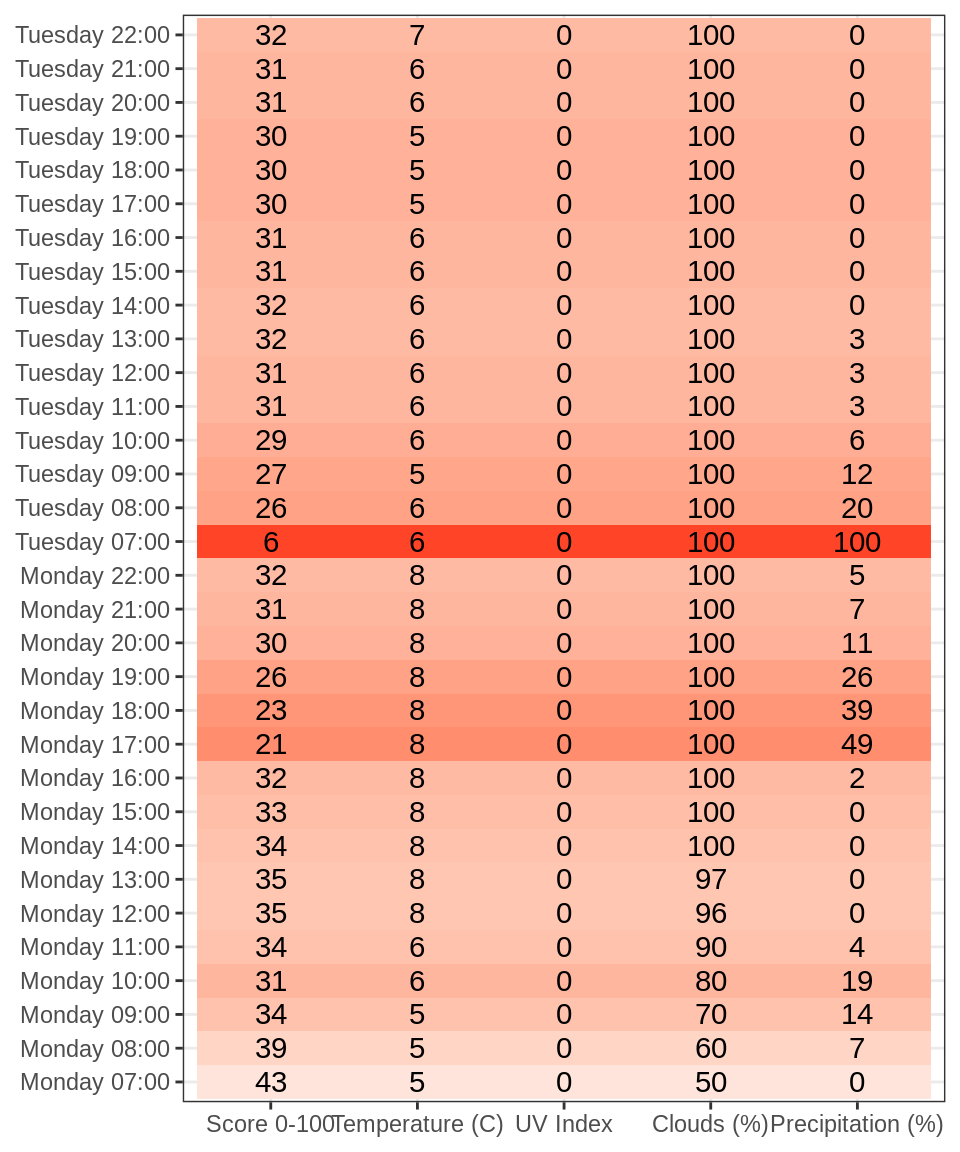 Tuesday 22:00 32 7 0 100 0
Tuesday 21:00 31 6 0 100 0
Tuesday 20:00 31 6 0 100 0
Tuesday 19:00 30 5 0 100 0
Tuesday 18:00 30 5 0 100 0
Tuesday 17:00 30 5 0 100 0
Tuesday 16:00 31 6 0 100 0
Tuesday 15:00 31 6 0 100 0
Tuesday 14:00 32 6 0 100 0
Tuesday 13:00 32 6 0 100 3
Tuesday 12:00 31 6 0 100 3
Tuesday 11:00 31 6 0 100 3
Tuesday 10:00 29 6 0 100 6
Tuesday 09:00 27 5 0 100 12
Tuesday 08:00 26 6 0 100 20
Tuesday 07:00 6 6 0 100 100
Monday 22:00 32 8 0 100 5
Monday 21:00 31 8 0 100 7
Monday 20:00 30 8 0 100 11
Monday 19:00 26 8 0 100 26
Monday 18:00 23 8 0 100 39
Monday 17:00 21 8 0 100 49
Monday 16:00 32 8 0 100 2
Monday 15:00 33 8 0 100 0
Monday 14:00 34 8 0 100 0
Monday 13:00 35 8 0 97 0
Monday 12:00 35 8 0 96 0
Monday 11:00 34 6 0 90 4
Monday 10:00 31 6 0 80 19
Monday 09:00 34 5 0 70 14
Monday 08:00 39 5 0 60 7
Monday 07:00 43 5 0 50 0
Score 0-100 Temperature (C) UV Index Clouds (%) Precipitation (%)